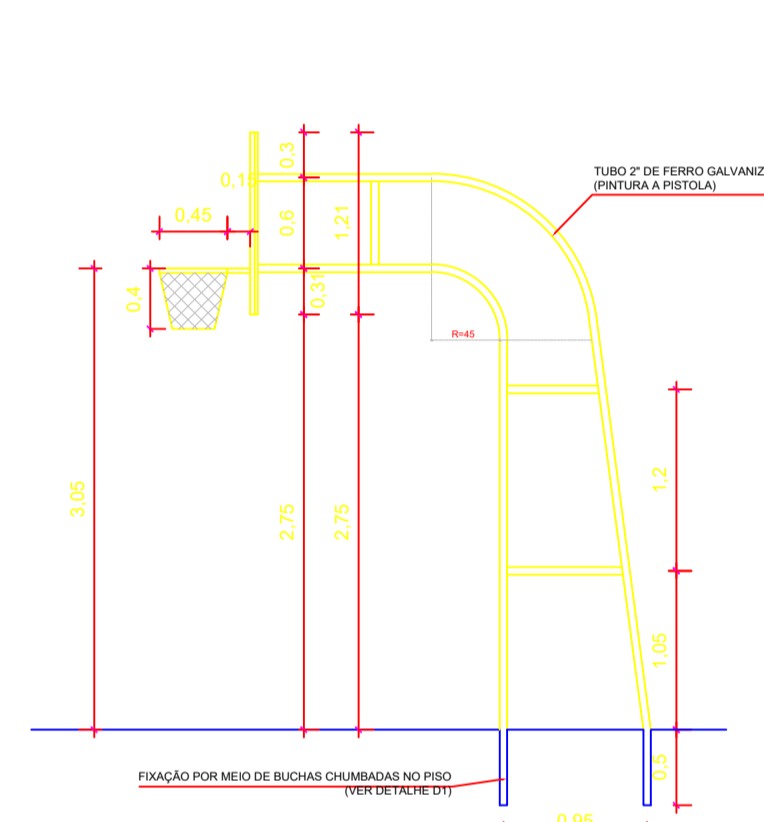 TUBO 2" DE FERRO GALVANIZ
(PINTURA A PISTOLA)
0,3
0,15
0,45
0,6
1,21
0,4
0,31
R=45
3,05
2,75
2,75
1,2
1,05
FIXAÇÃO POR MEIO DE BUCHAS CHUMBADAS NO PISO
(VER DETALHE D1)
0,5
0,95